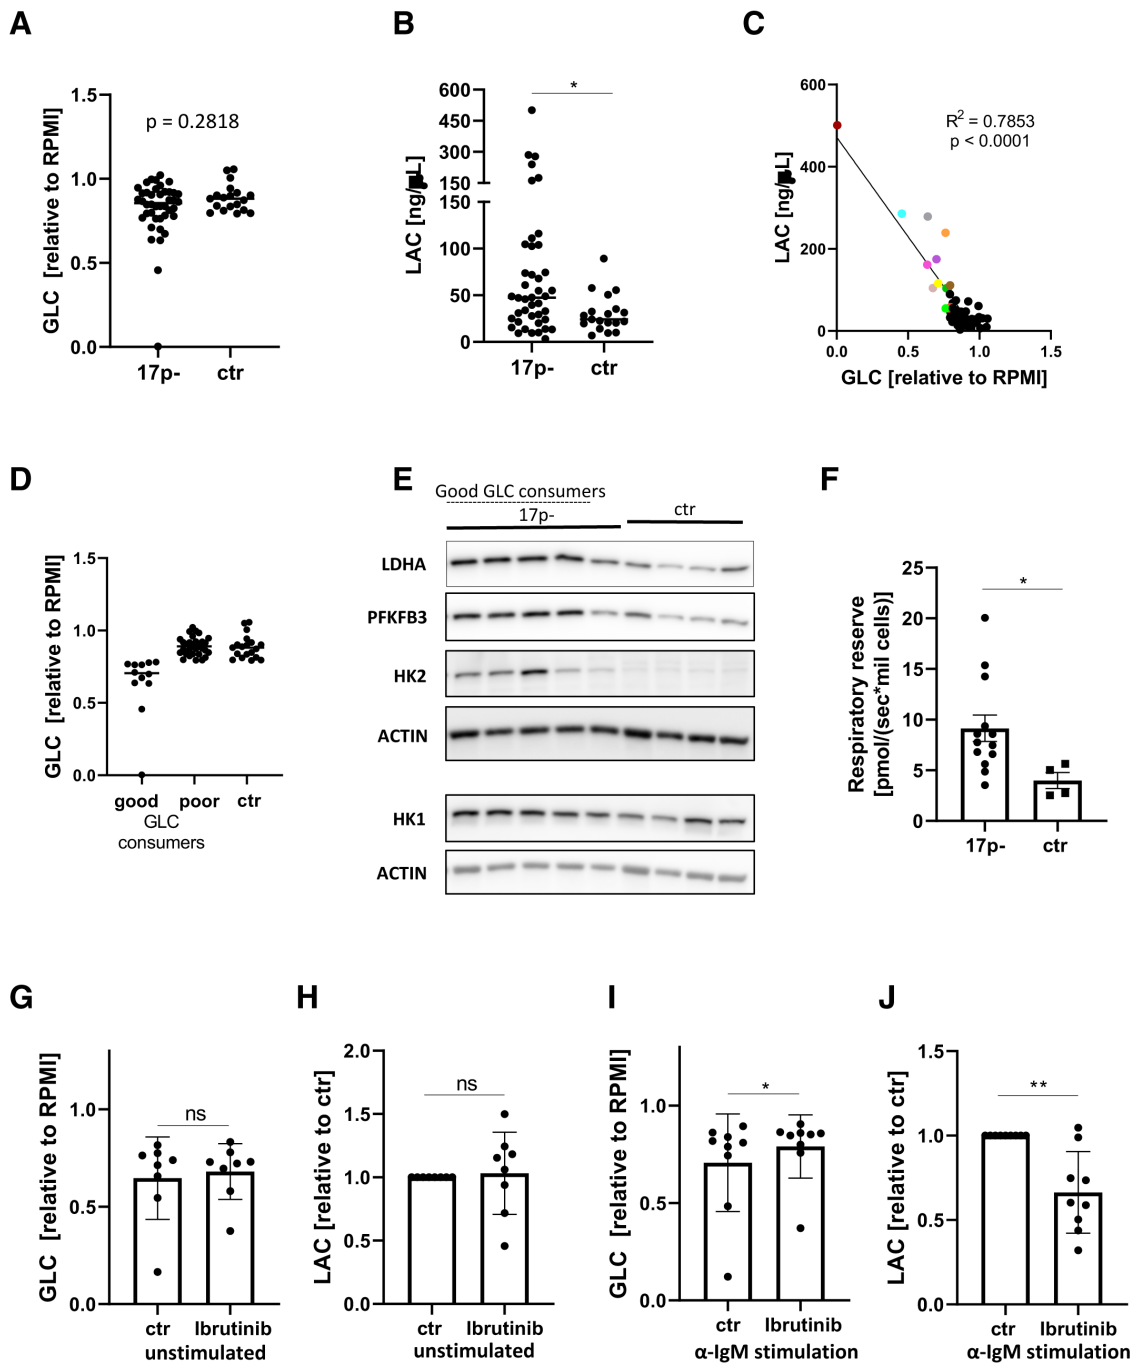 A
GLC [relative to RPMI]
1.5
1.0
0.5
0.0
p = 0.2818
17p-
ctr
B
LAC [ng/ L]
600
450
300
150
150
100
50
0
*
17p-
ctr
C
LAC [ng/ L]
600
400
200
0
R2 = 0.7853
p < 0.0001
0.0
0.5
1.0
1.5
GLC [relative to RPMI]
D
GLC [relative to RPMI]
1.5
1.0
0.5
0.0
good
poor
ctr
GLC
consumers
E
Good GLC consumers
17p-
ctr
LDHA
PFKFB3
HK2
ACTIN
HK1
ACTIN
F
Respiratory reserve
[pmol/(sec*mil cells)]
25
20
15
10
5
0
*
17p-
ctr
G
GLC [relative to RPMI]
1.0
0.5
0.0
ns
ctr
Ibrutinib
unstimulated
H
LAC [relative to ctr]
2.0
1.5
1.0
0.5
0.0
ns
ctr
Ibrutinib
unstimulated
I
GLC [relative to RPMI]
1.0
0.5
0.0
*
ctr
Ibrutinib
α-IgM stimulation
J
LAC [relative to ctr]
1.5
1.0
0.5
0.0
**
ctr
Ibrutinib
α-IgM stimulation